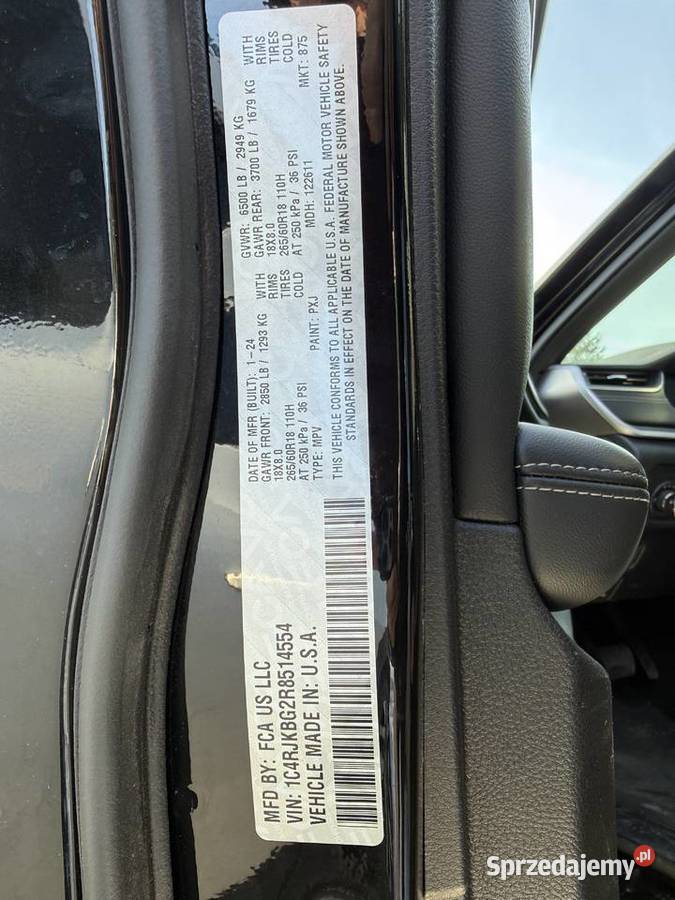 MFD BY: FCA US LLC
VIN: 1C4RJKBG2R8514554
VEHICLE MADE IN: U.S.A.
DATE OF MFR (BUILT): 1-24
GVWR: 6500 LB/ 2949 KG
GAWR FRONT: 2850 LB / 1293 KG WITH
GAWR REAR: 3700 LB / 1679 KG WITH
18X8.0 RIMS
18X8.0 RIMS
265/60R18 110H TIRES
265/60R18 110H TIRES
AT 250 kPa / 36 PSI COLD
AT 250 kPa / 36 PSI COLD
TYPE: MPV
PAINT: PXJ
MDH: 122611
MKT: 875
THIS VEHICLE CONFORMS TO ALL APPLICABLE U.S.A. FEDERAL MOTOR VEHICLE SAFETY
STANDARDS IN EFFECT ON THE DATE OF MANUFACTURE SHOWN ABOVE.
Sprzedajemy.pl